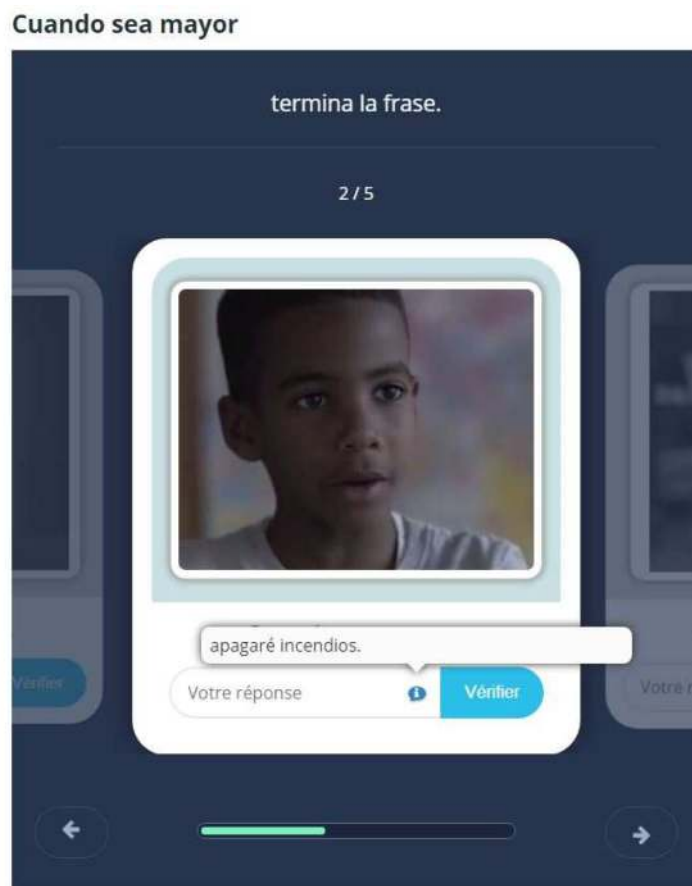 Cuando sea mayor
termina la frase.
2 / 5
apagaré incendios.
Vérifier
Votre réponse
Vérifier
Votre r